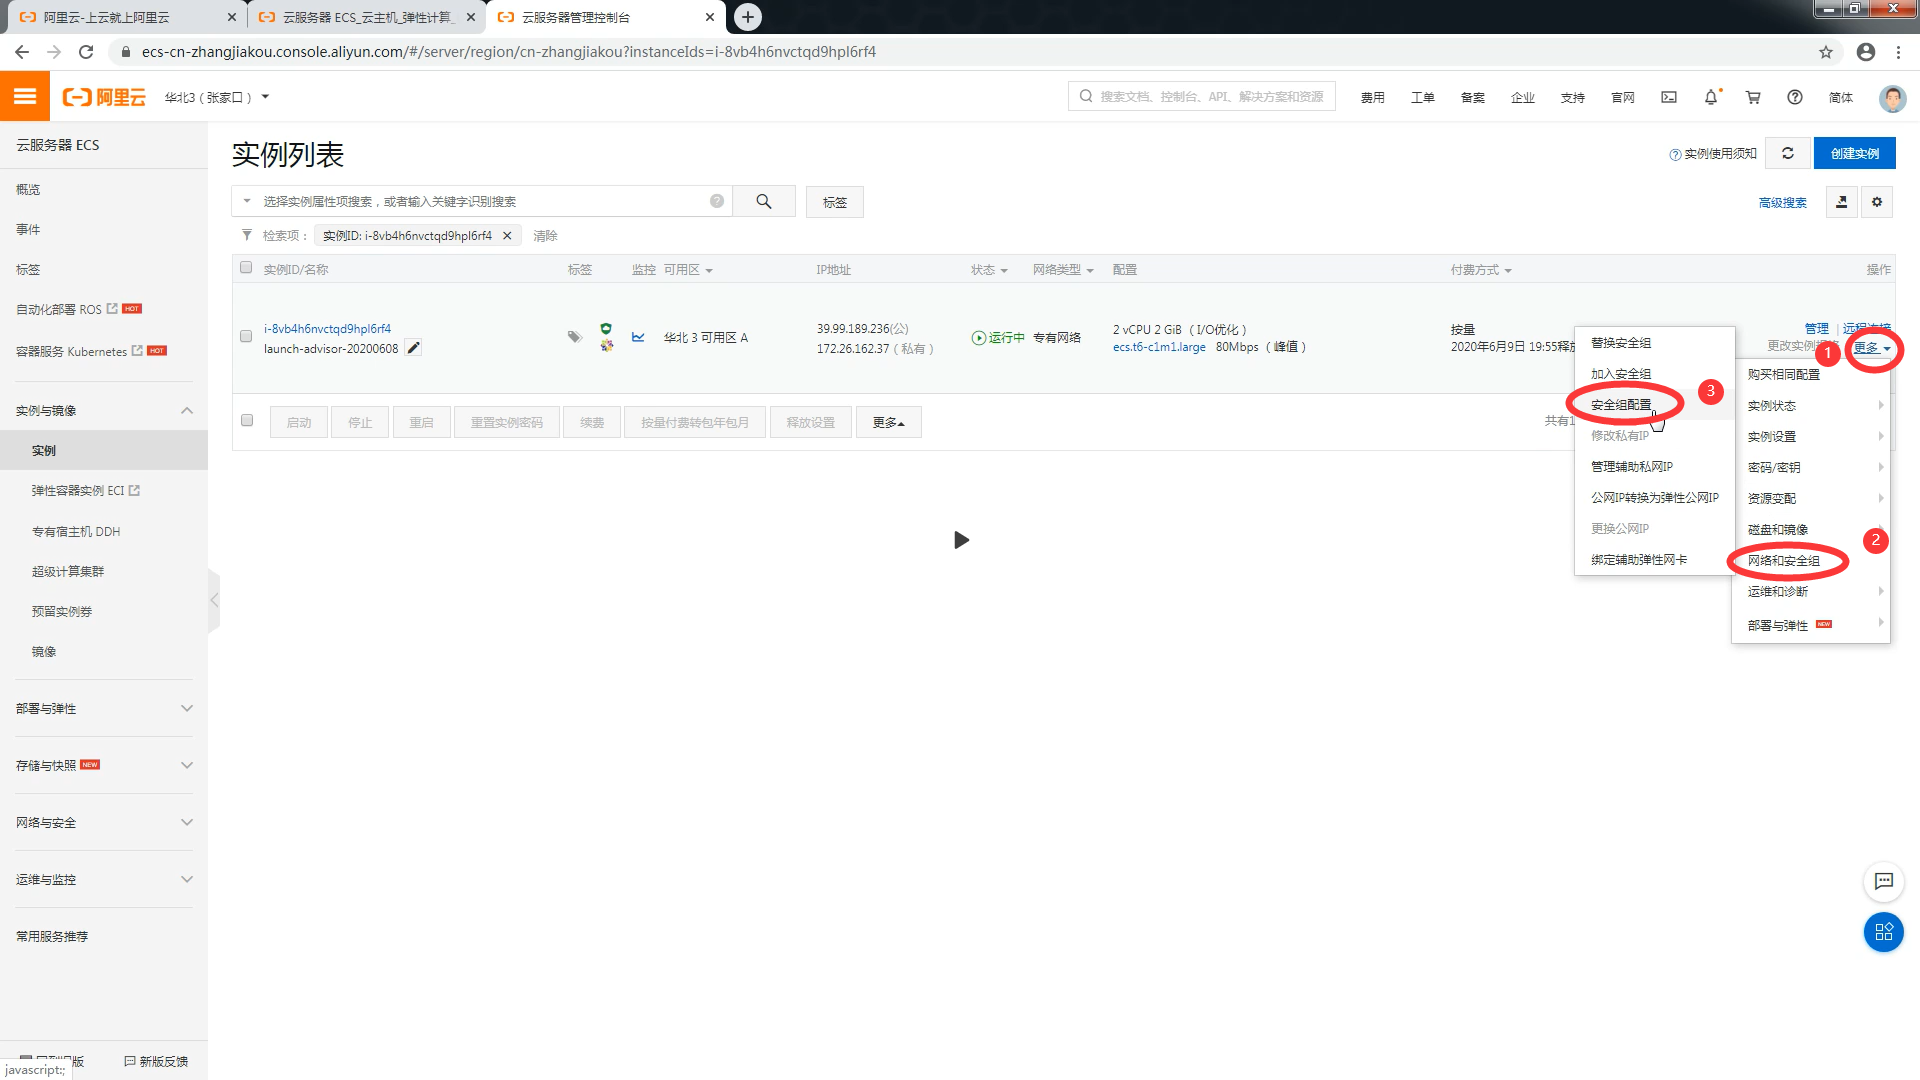 阿里云-上云就上阿里云
云服务器 ECS_云主机_弹性计算_
云服务器管理控制台
ecs-cn-zhangjiakou.console.aliyun.com/#/server/region/cn-zhangjiakou?instanceIds=i-8vb4h6nvctqd9hpl6rf4
阿里云
华北3（张家口）
搜索文档、控制台、API、解决方案和资源
费用
工单
备案
企业
支持
官网
简体
云服务器 ECS
概览
事件
标签
自动化部署 ROS HOT
容器服务 Kubernetes HOT
实例与镜像
实例
弹性容器实例 ECI
专有宿主机 DDH
超级计算集群
预留实例券
镜像
部署与弹性
存储与快照 NEW
网络与安全
运维与监控
常用服务推荐
新版反馈
javascript:;
实例列表
实例使用须知
创建实例
选择实例属性项搜索，或者输入关键字识别搜索
标签
高级搜索
检索项：
实例ID: i-8vb4h6nvctqd9hpl6rf4
清除
实例ID/名称 标签 监控 可用区 IP地址 状态 网络类型 配置 付费方式 操作
i-8vb4h6nvctqd9hpl6rf4
launch-advisor-20200608
华北 3 可用区 A
39.99.189.236(公)
172.26.162.37（私有）
运行中
专有网络
2 vCPU 2 GiB （I/O优化）
ecs.t6-c1m1.large 80Mbps （峰值）
按量
2020年6月9日 19:55释放
管理 | 远程连接
更改实例规格
更多
启动
停止
重启
重置实例密码
续费
按量付费转包年包月
释放设置
更多
共有1
替换安全组
加入安全组
安全组配置
修改私有IP
管理辅助私网IP
公网IP转换为弹性公网IP
更换公网IP
绑定辅助弹性网卡
购买相同配置
实例状态
实例设置
密码/密钥
资源变配
磁盘和镜像
网络和安全组
运维和诊断
部署与弹性 NEW
1
2
3